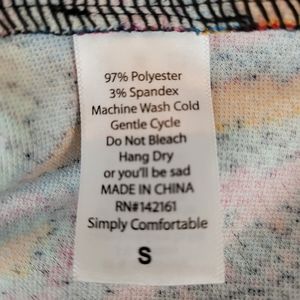 97% Polyester
3% Spandex
Machine Wash Cold
Gentle Cycle
Do Not Bleach
Hang Dry
or you'll be sad
MADE IN CHINA
RN#142161
Simply Comfortable
S